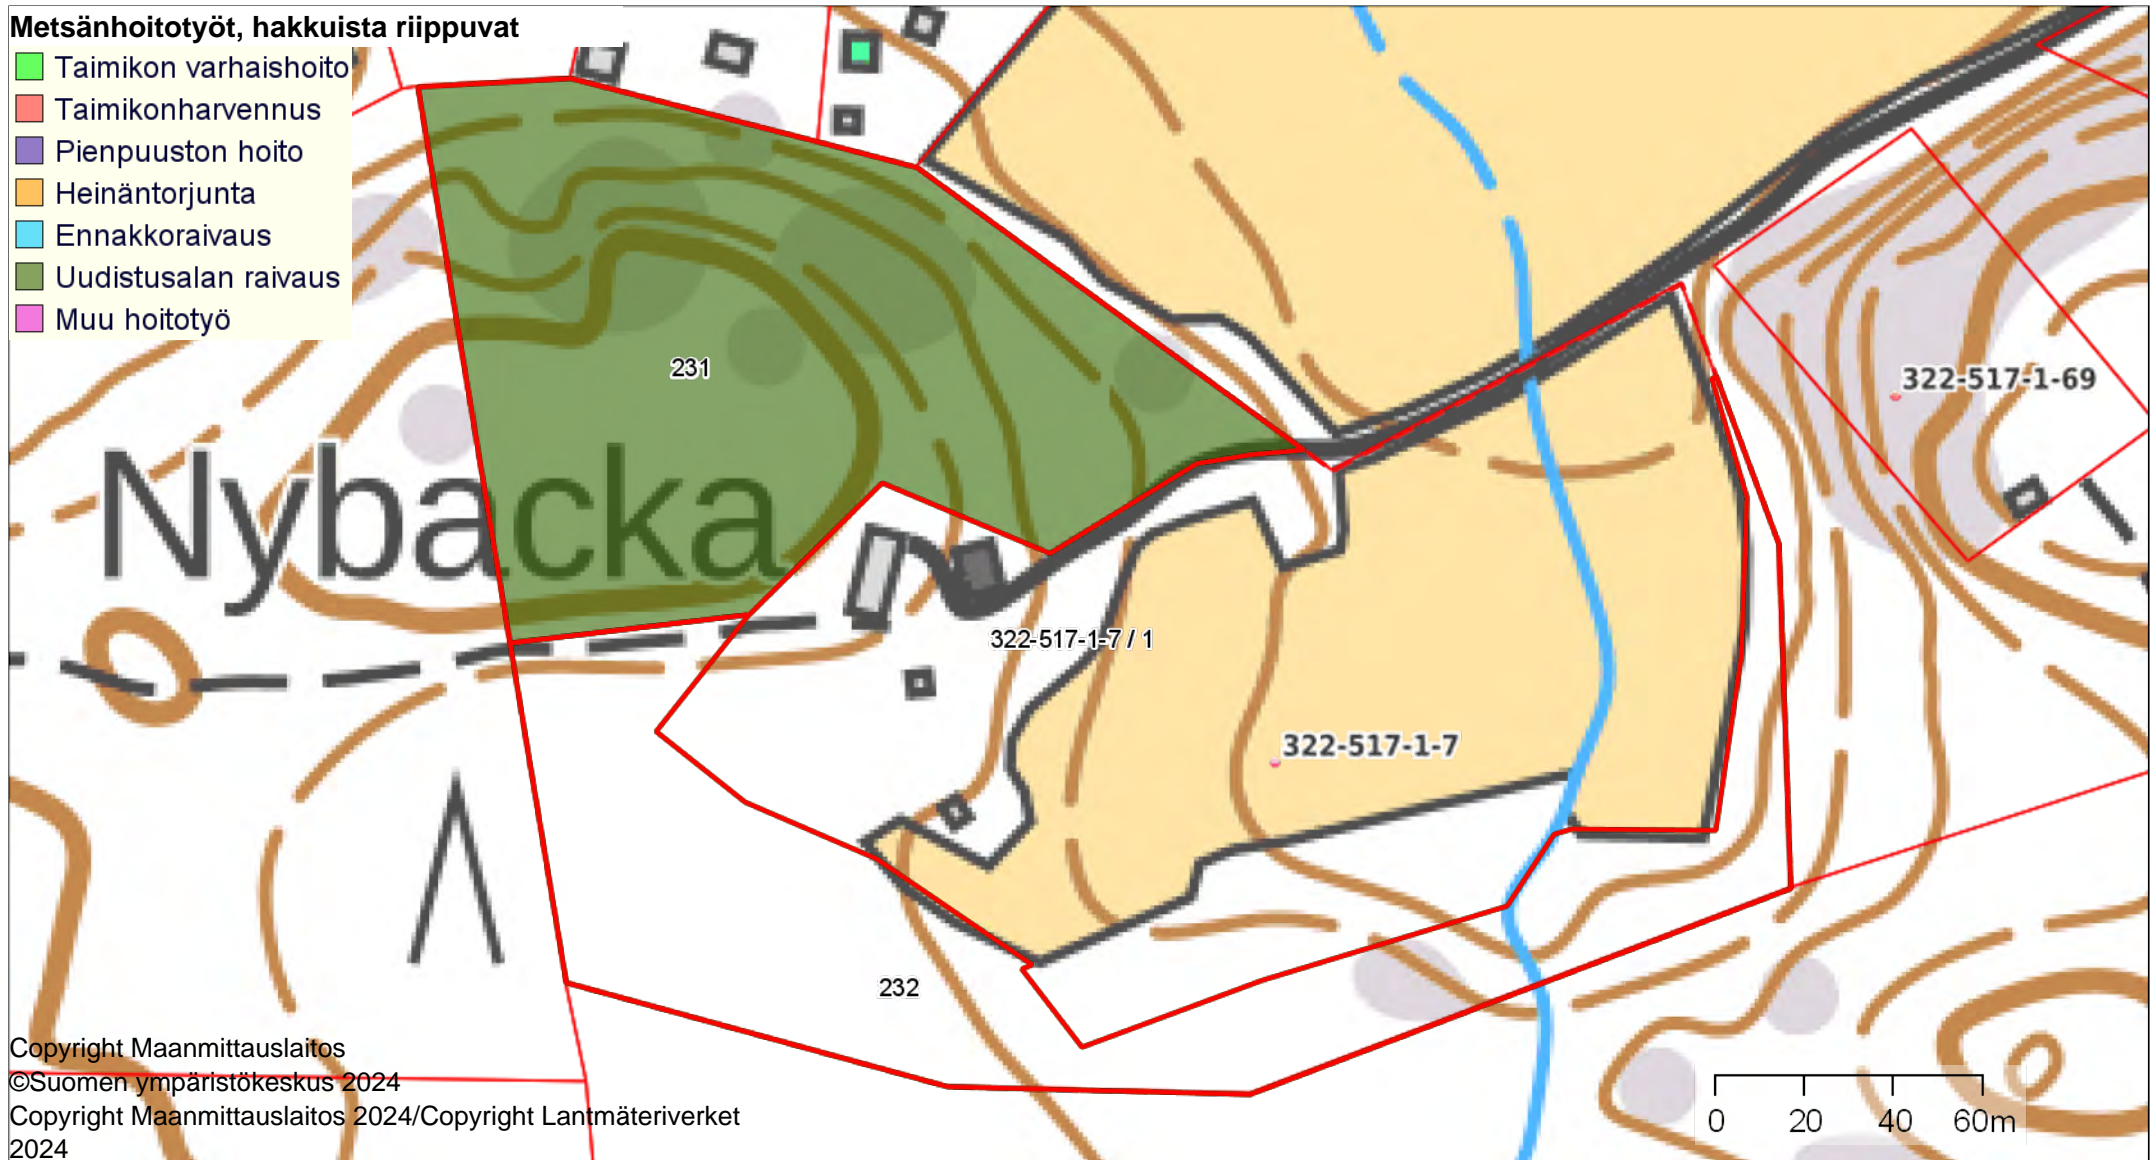 Metsänhoitotyöt, hakkuista riippuvat
Taimikon varhaishoito
Taimikonharvennus
Pienpuuston hoito
Heinäntorjunta
Ennakkoraivaus
Uudistusalan raivaus
Muu hoitotyö
231
322-517-1-69
Nybacka
322-517-1-7 / 1
322-517-1-7
232
Copyright Maanmittauslaitos
©Suomen ympäristökeskus 2024
Copyright Maanmittauslaitos 2024/Copyright Lantmäteriverket
2024
0 20 40 60m